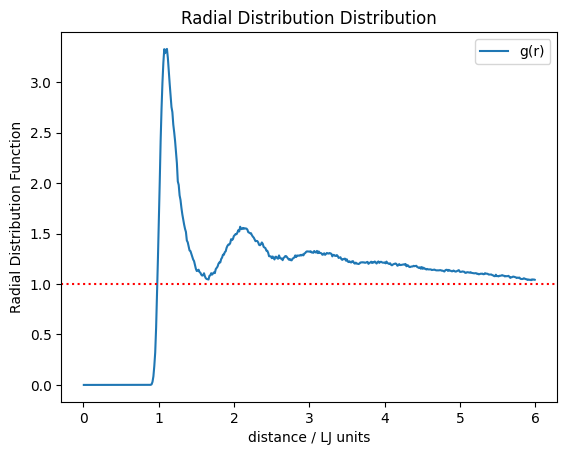 Radial Distribution Distribution
g(r)
Radial Distribution Function
3.0
2.5
2.0
1.5
1.0
0.5
0.0
0 1 2 3 4 5 6
distance / LJ units